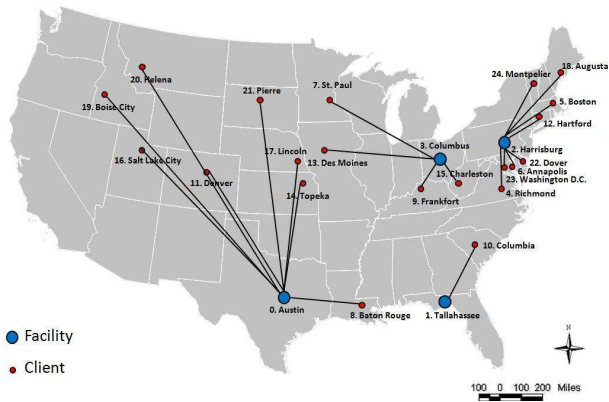 18. Augusta
24. Montpelier
20. Helena
7. St. Paul
21. Pierre
5. Boston
19. Boise City
12. Hartford
3. Columbus
2. Harrisburg
17. Lincoln
16. Salt Lake City
13. Des Moines
22. Dover
6. Annapolis
15. Charleston
23. Washington D.C.
11. Denver
14. Topeka
9. Frankfort
4. Richmond
10. Columbia
0. Austin
8. Baton Rouge
1. Tallahassee
Facility
Client
N
100 0 100 200 Miles